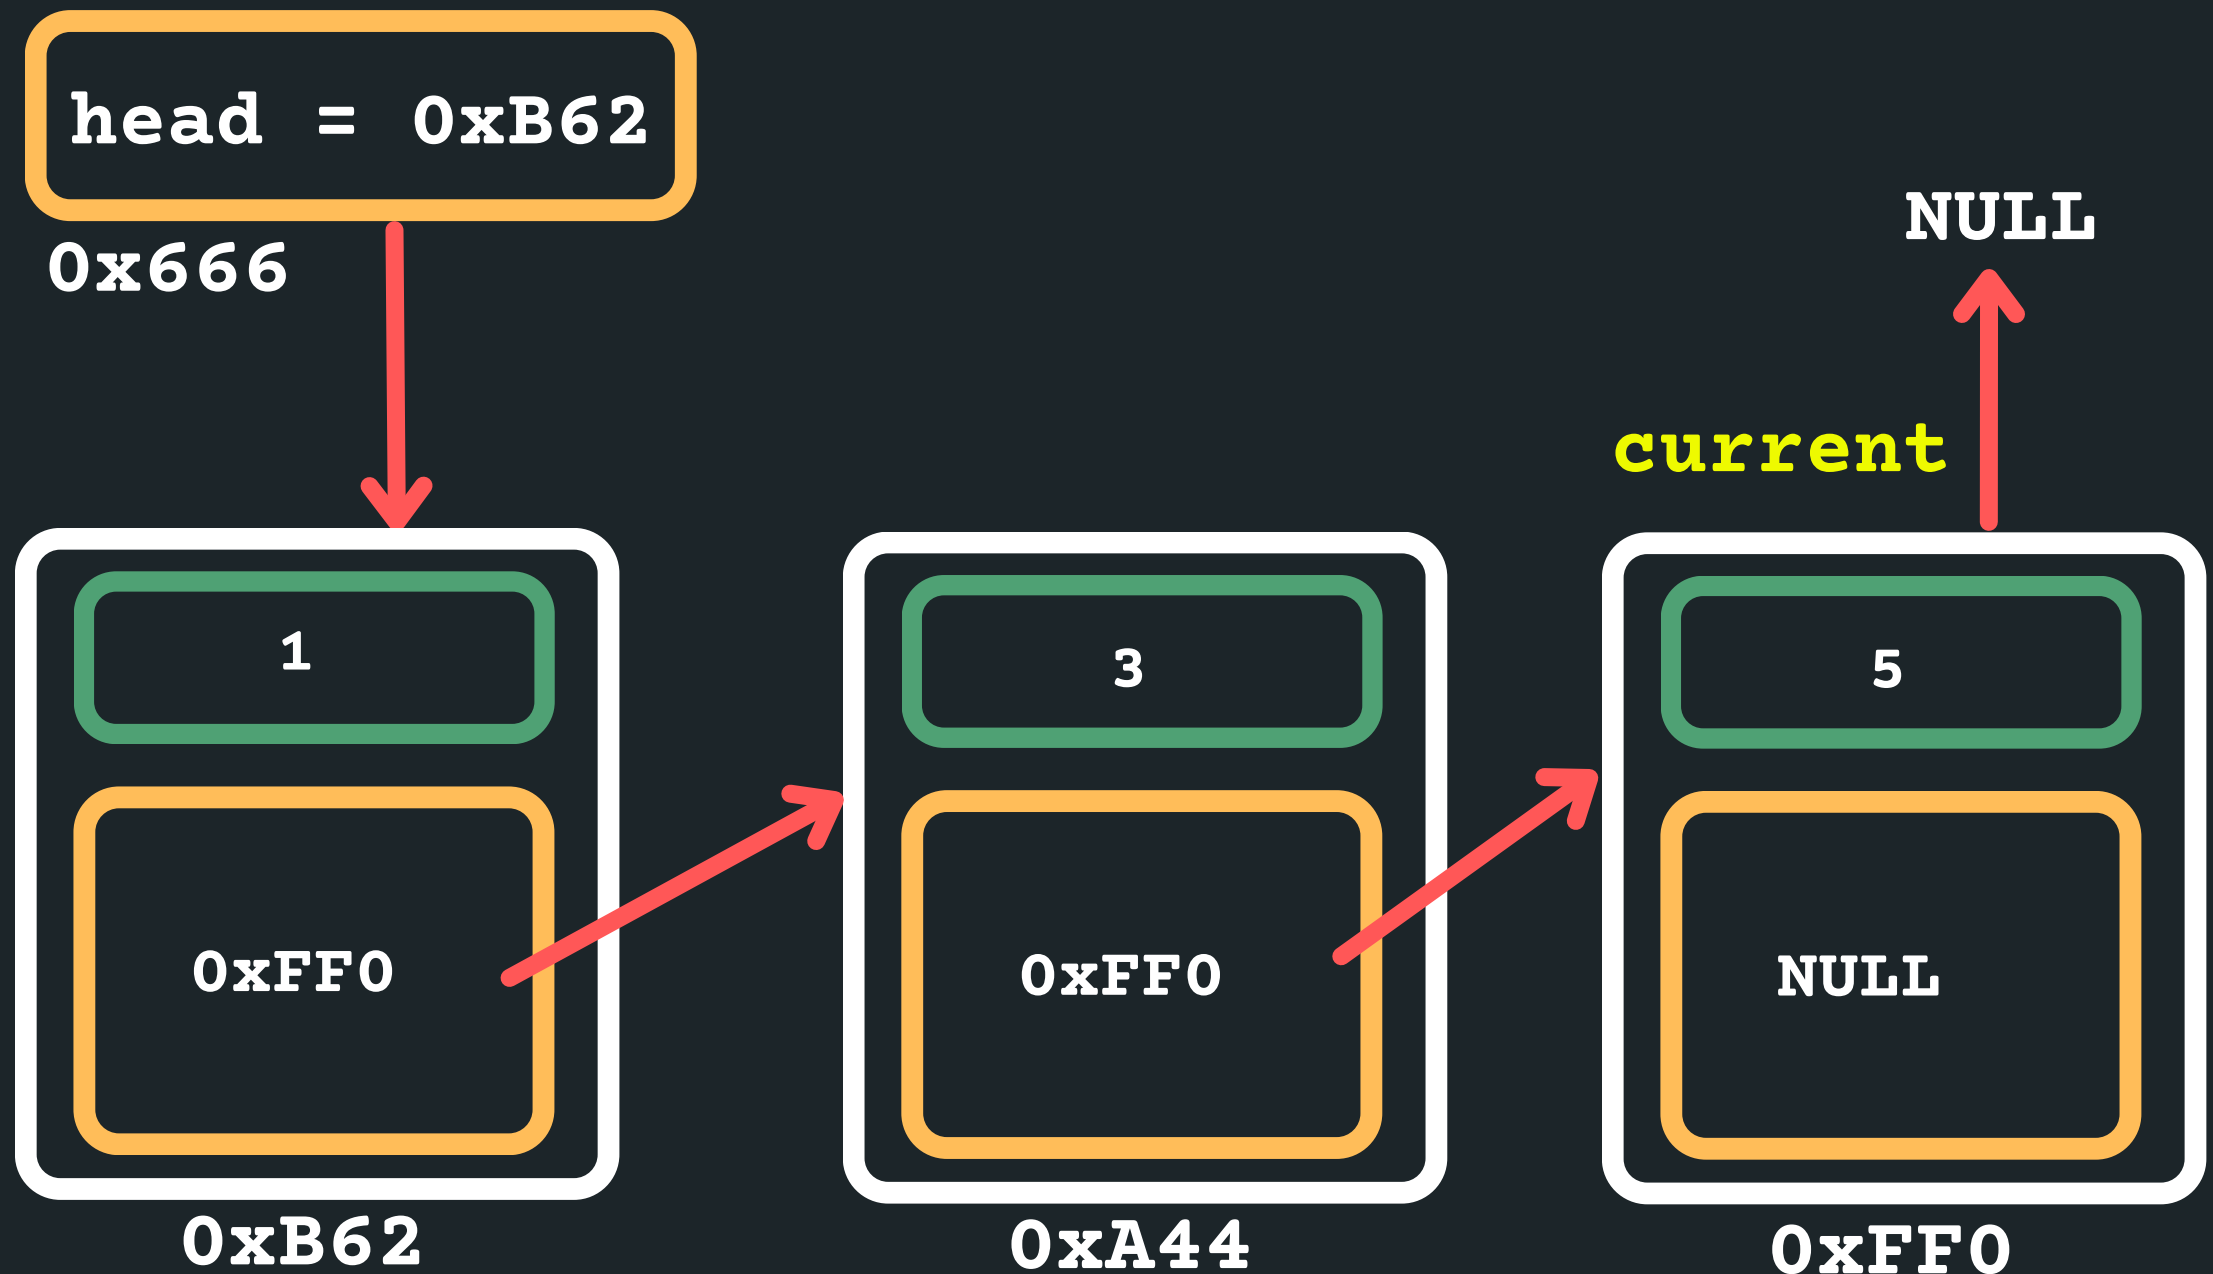 head = 0xB62
0x666
NULL
current
1
3
5
0xFF0
0xFF0
NULL
0xB62
0xA44
0xFF0